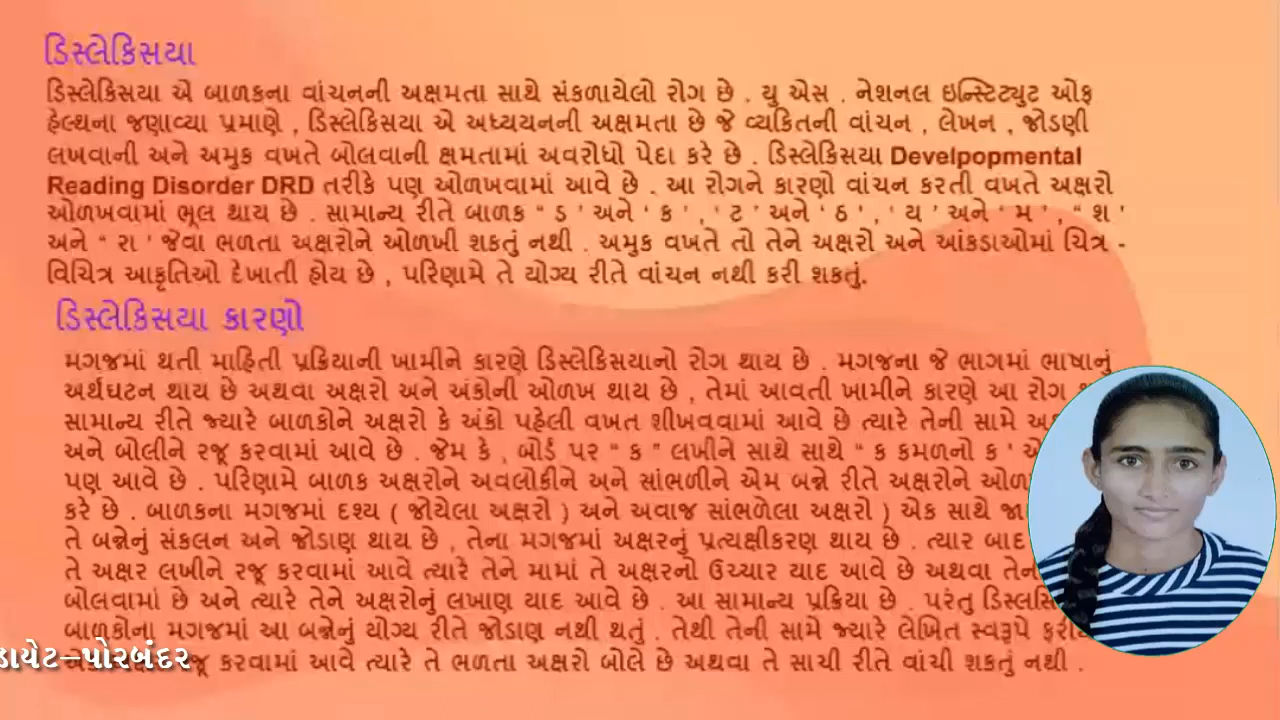 ડિસ્લેકિસયા
ડિસ્લેકિસયા એ બાળકના વાંચનની અક્ષમતા સાથે સંકળાયેલો રોગ છે . યુ એસ . નેશનલ ઇન્સ્ટિટ્યુટ ઓફ
હેલ્થના જણાવ્યા પ્રમાણે , ડિસ્લેકિસયા એ અધ્યયનની અક્ષમતા છે જે વ્યકિતની વાંચન , લેખન , જોડણી
લખવાની અને અમુક વખતે બોલવાની ક્ષમતામાં અવરોધો પેદા કરે છે . ડિસ્લેકિસયા Develpopmental
Reading Disorder DRD તરીકે પણ ઓળખવામાં આવે છે . આ રોગને કારણો વાંચન કરતી વખતે અક્ષરો
ઓળખવામાં ભૂલ થાય છે . સામાન્ય રીતે બાળક “ ડ ' અને ‘ ક ' , ‘ ટ ’ અને ‘ ઠ ' , ‘ ય ’ અને ‘ મ ' , “ શ '
અને “ રા ' જેવા ભળતા અક્ષરોને ઓળખી શકતું નથી . અમુક વખતે તો તેને અક્ષરો અને આંકડાઓમાં ચિત્ર -
વિચિત્ર આકૃતિઓ દેખાતી હોય છે , પરિણામે તે યોગ્ય રીતે વાંચન નથી કરી શકતું.
ડિસ્લેકિસયા કારણો
મગજમાં થતી માહિતી પ્રક્રિયાની ખામીને કારણે ડિસ્લેકિસયાનો રોગ થાય છે . મગજના જે ભાગમાં ભાષાનું
અર્થઘટન થાય છે અથવા અક્ષરો અને અંકોની ઓળખ થાય છે , તેમાં આવતી ખામીને કારણે આ રોગ
સામાન્ય રીતે જ્યારે બાળકોને અક્ષરો કે અંકો પહેલી વખત શીખવવામાં આવે છે ત્યારે તેની સામે
અને બોલીને રજૂ કરવામાં આવે છે . જેમ કે , બોર્ડ પર “ ક ” લખીને સાથે સાથે “ ક કમળનો ક '
પણ આવે છે . પરિણામે બાળક અક્ષરોને અવલોકીને અને સાંભળીને એમ બન્ને રીતે અક્ષરોને
કરે છે . બાળકના મગજમાં દશ્ય ( જોયેલા અક્ષરો ) અને અવાજ સાંભળેલા અક્ષરો ) એક સાથે
તે બન્નેનું સંકલન અને જોડાણ થાય છે , તેના મગજમાં અક્ષરનું પ્રત્યક્ષીકરણ થાય છે . ત્યાર બાદ
તે અક્ષર લખીને રજૂ કરવામાં આવે ત્યારે તેને મામાં તે અક્ષરનો ઉચ્ચાર યાદ આવે છે અથવા
બોલવામાં છે અને ત્યારે તેને અક્ષરોનું લખાણ યાદ આવે છે . આ સામાન્ય પ્રક્રિયા છે . પરંતુ
બાળકોના મગજમાં આ બન્નેનું યોગ્ય રીતે જોડાણ નથી થતું . તેથી તેની સામે જ્યારે લેખિત સ્વરૂપે
ડાયેટ-પોરબંદર
કરવામાં આવે ત્યારે તે ભળતા અક્ષરો બોલે છે અથવા તે સાચી રીતે વાંચી શકતું નથી .